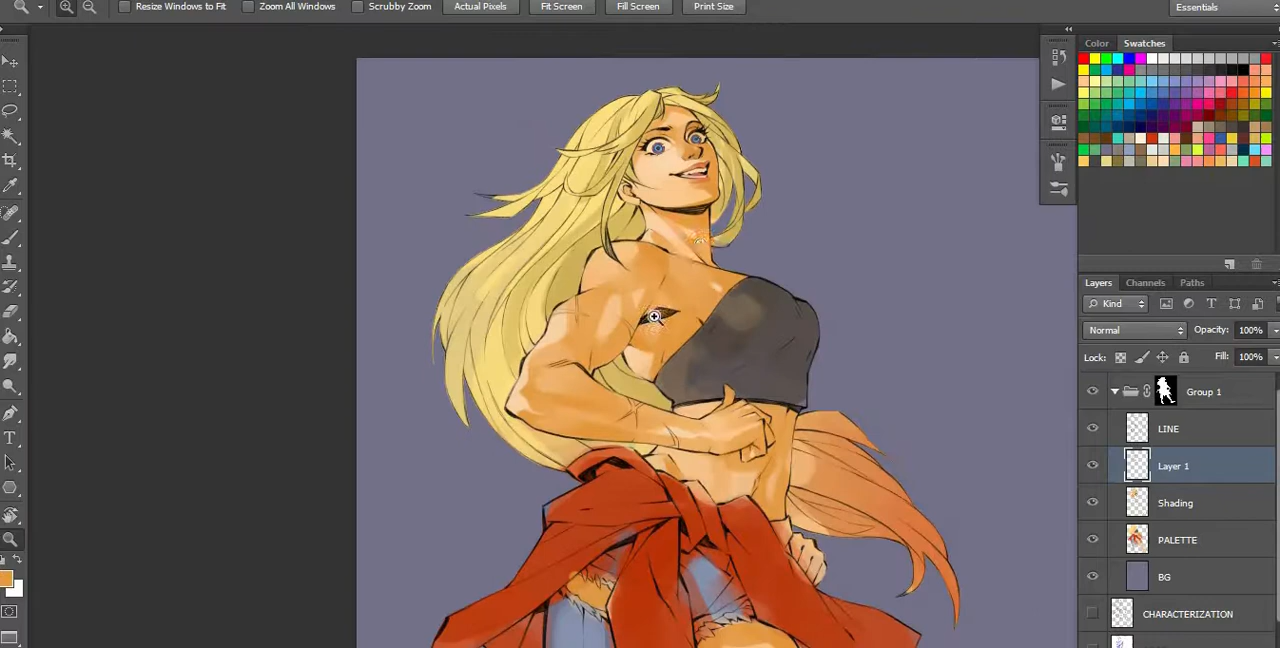 Resize Windows to Fit Zoom All Windows Scrubby Zoom Actual Pixels Fit Screen Fill Screen Print Size Essentials
Color Swatches
Layers Channels Paths
Kind
Normal Opacity: 100%
Lock: Fill: 100%
Group 1
LINE
Layer 1
Shading
PALETTE
BG
CHARACTERIZATION